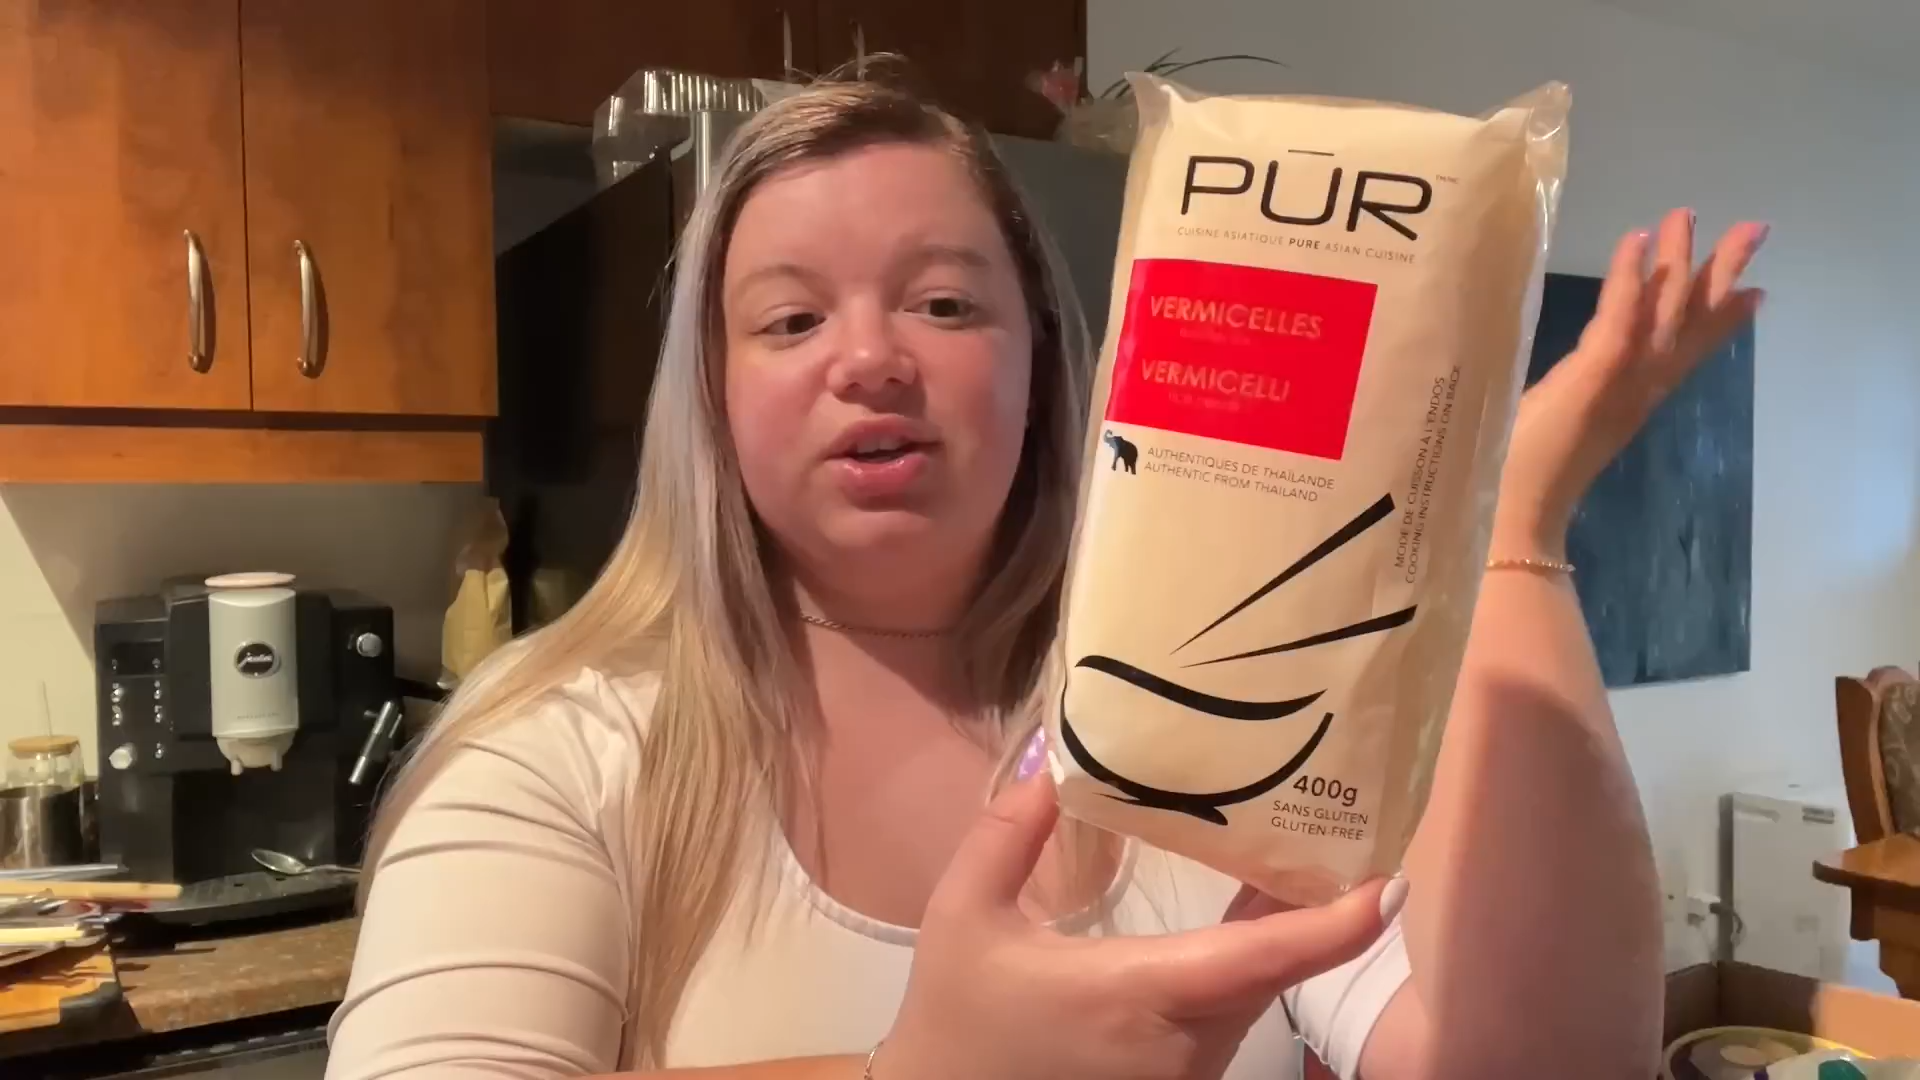 PŪR
CUISINE ASIATIQUE PURE ASIAN CUISINE
VERMICELLES
VERMICELLI
AUTHENTIQUES DE THAÏLANDE
AUTHENTIC FROM THAILAND
MODE DE CUISSON À L'ENDOS
COOKING INSTRUCTIONS ON BACK
400g
SANS GLUTEN
GLUTEN-FREE
jura